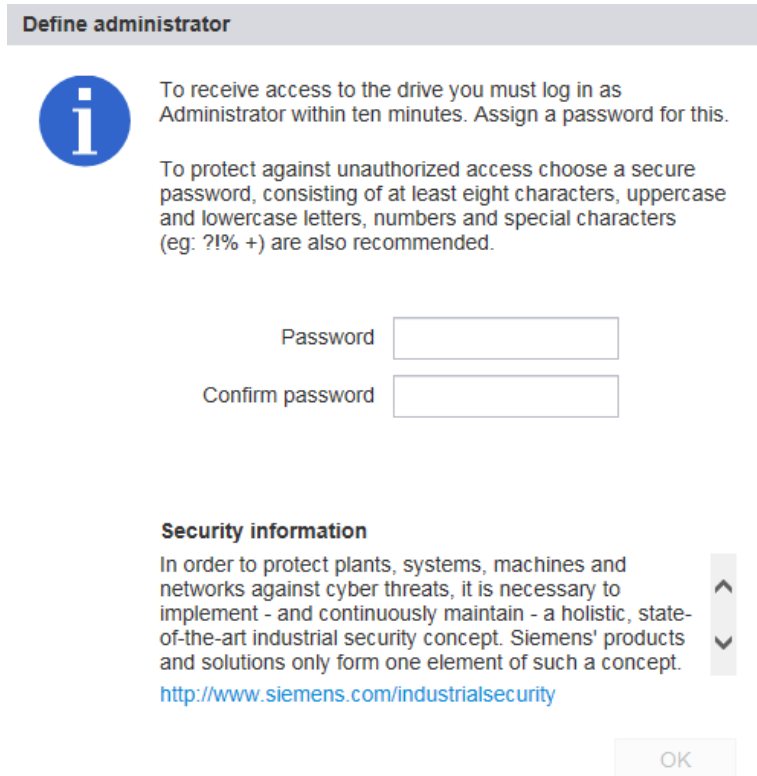 Define administrator
To receive access to the drive you must log in as
Administrator within ten minutes. Assign a password for this.
To protect against unauthorized access choose a secure
password, consisting of at least eight characters, uppercase
and lowercase letters, numbers and special characters
(eg: ?!% +) are also recommended.
Password
Confirm password
Security information
In order to protect plants, systems, machines and
networks against cyber threats, it is necessary to
implement - and continuously maintain - a holistic, state-
of-the-art industrial security concept. Siemens' products
and solutions only form one element of such a concept.
http://www.siemens.com/industrialsecurity
OK